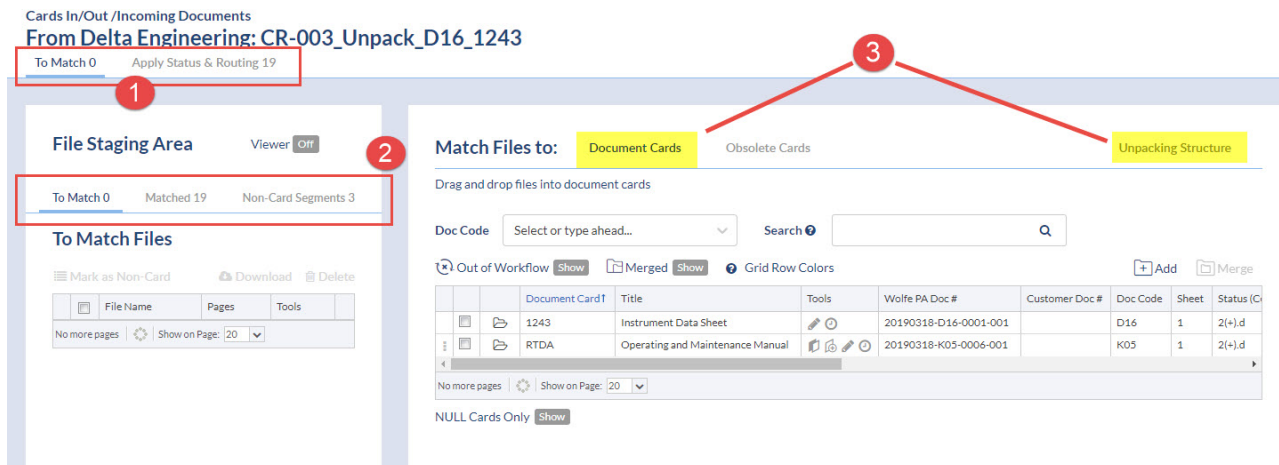 Cards In/Out /Incoming Documents
From Delta Engineering: CR-003_Unpack_D16_1243
To Match 0 Apply Status & Routing 19
1
3
File Staging Area Viewer Off
2
To Match 0 Matched 19 Non-Card Segments 3
To Match Files
Mark as Non-Card Download Delete
File Name Pages Tools
No more pages Show on Page: 20
Match Files to: Document Cards Obsolete Cards Unpacking Structure
Drag and drop files into document cards
Doc Code Select or type ahead... Search ?
Out of Workflow Show Merged Show ? Grid Row Colors + Add Merge
Document Card↑ Title Tools Wolfe PA Doc # Customer Doc # Doc Code Sheet Status (C
1243 Instrument Data Sheet 20190318-D16-0001-001 D16 1 2(+).d
RTDA Operating and Maintenance Manual 20190318-K05-0006-001 K05 1 2(+).d
No more pages Show on Page: 20
NULL Cards Only Show